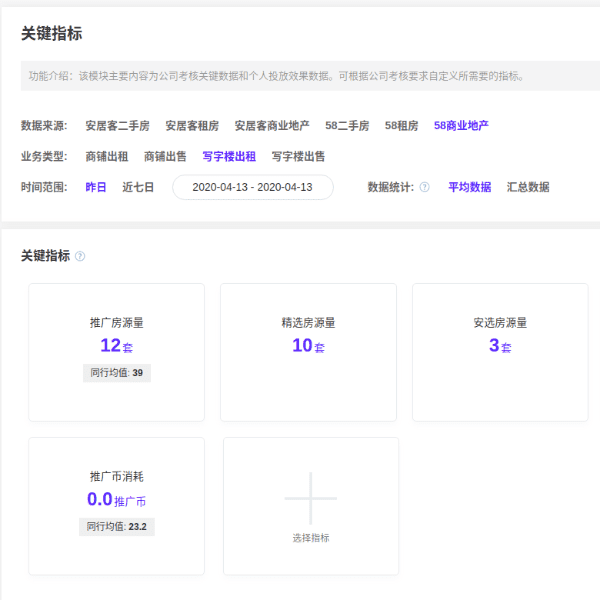 关键指标
功能介绍：该模块主要内容为公司考核关键数据和个人投放效果数据。可根据公司考核要求自定义所需要的指标。
数据来源: 安居客二手房 安居客租房 安居客商业地产 58二手房 58租房 58商业地产
业务类型: 商铺出租 商铺出售 写字楼出租 写字楼出售
时间范围: 昨日 近七日 2020-04-13 - 2020-04-13 数据统计: ? 平均数据 汇总数据
关键指标 ?
推广房源量
12套
同行均值: 39
精选房源量
10套
安选房源量
3套
推广币消耗
0.0推广币
同行均值: 23.2
选择指标